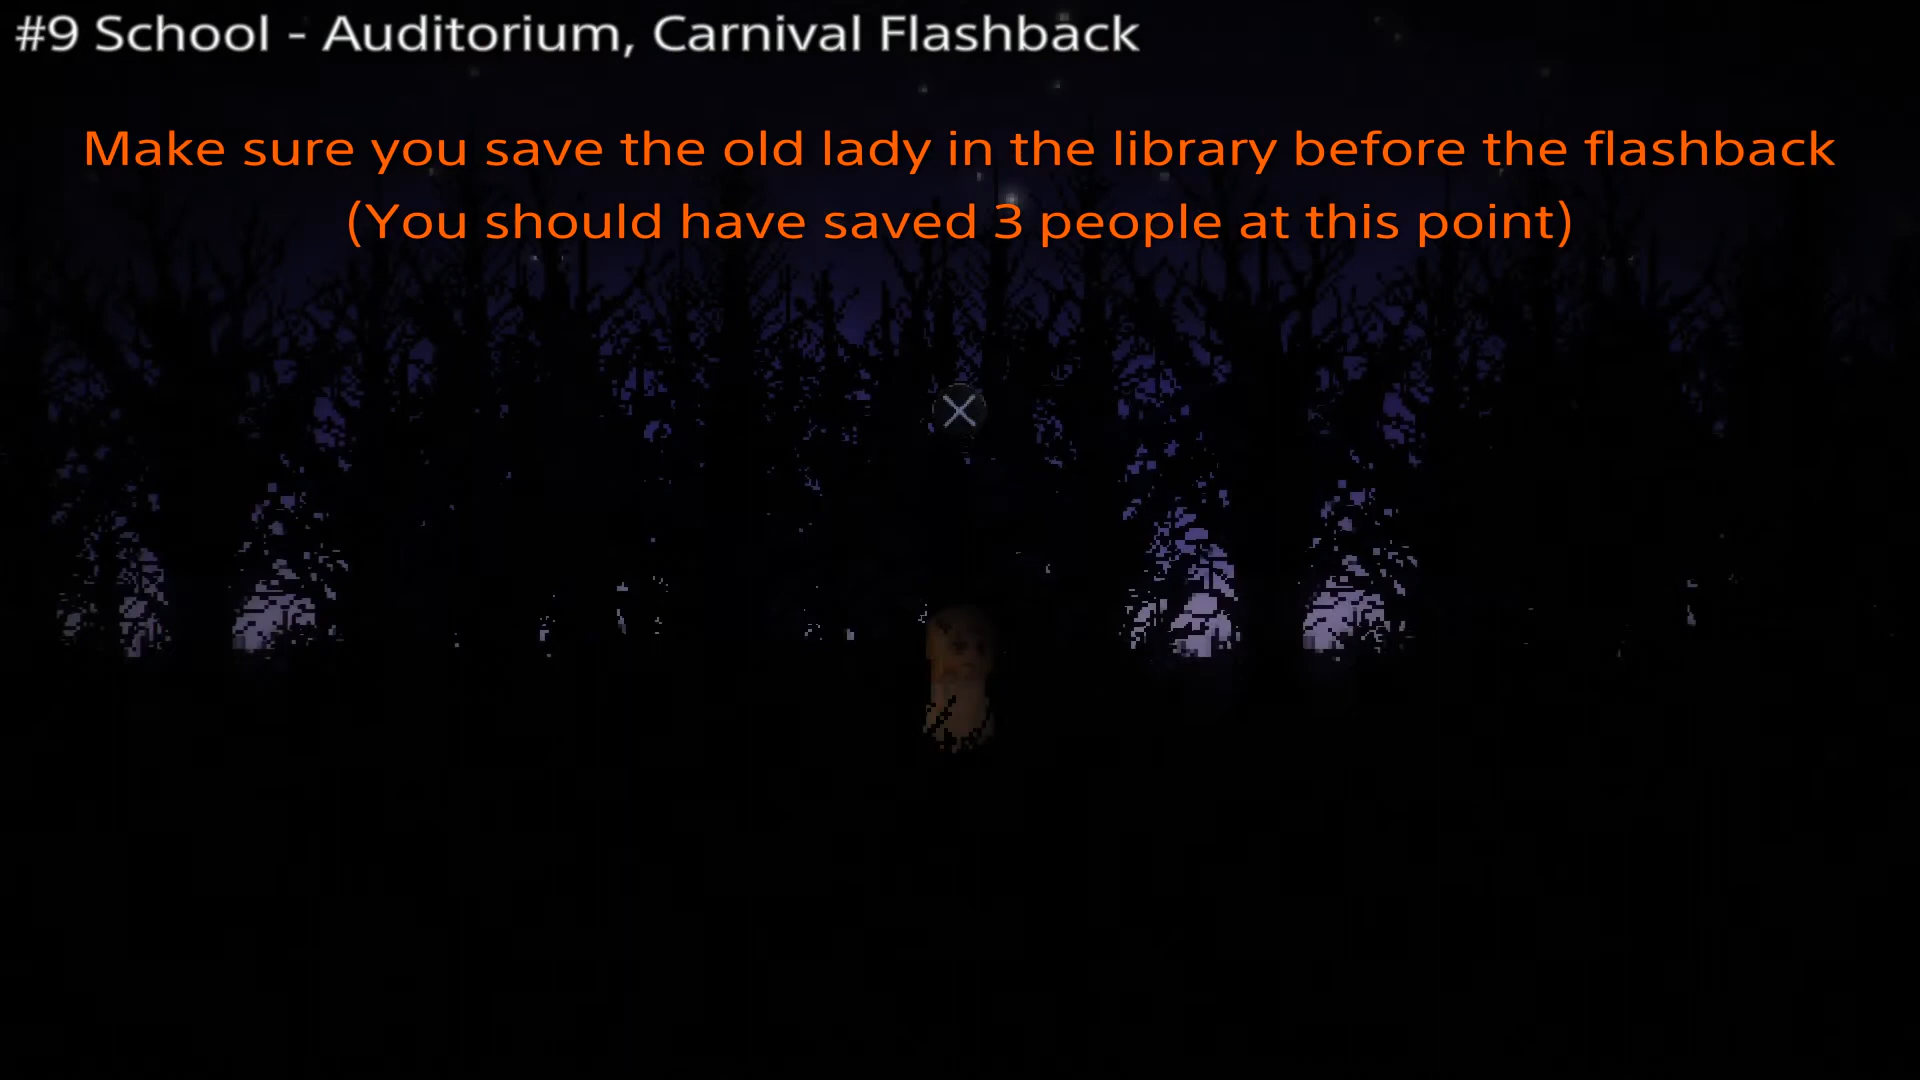 #9 School - Auditorium, Carnival Flashback
Make sure you save the old lady in the library before the flashback
(You should have saved 3 people at this point)